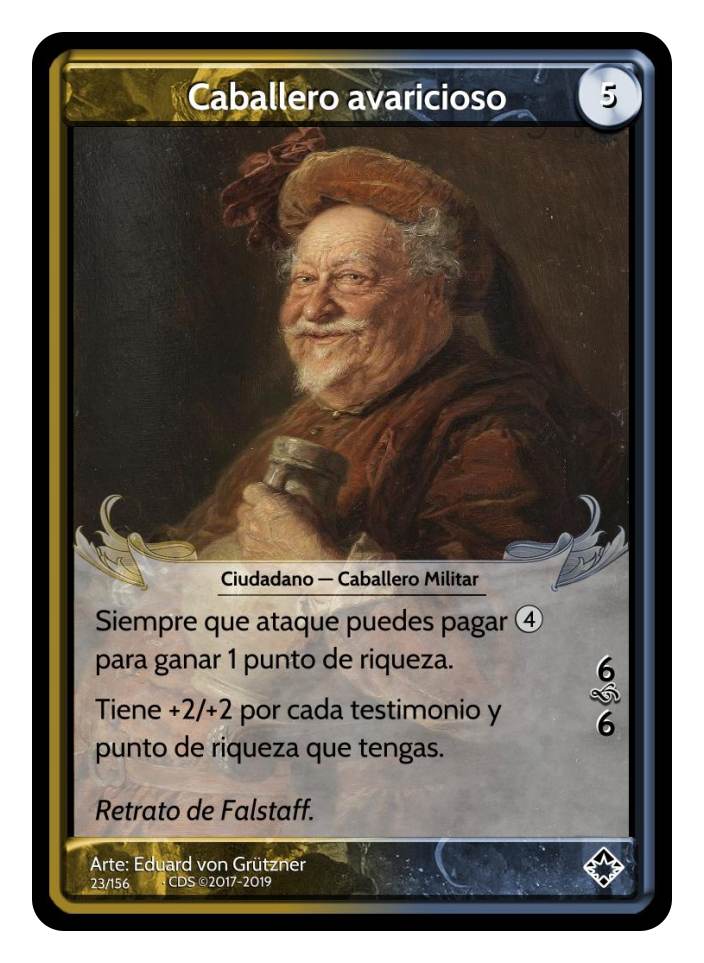 Caballero avaricioso
5
Ciudadano — Caballero Militar
Siempre que ataque puedes pagar 4
para ganar 1 punto de riqueza.
Tiene +2/+2 por cada testimonio y
punto de riqueza que tengas.
6
6
Retrato de Falstaff.
Arte: Eduard von Grützner
23/156 · CDS ©2017-2019